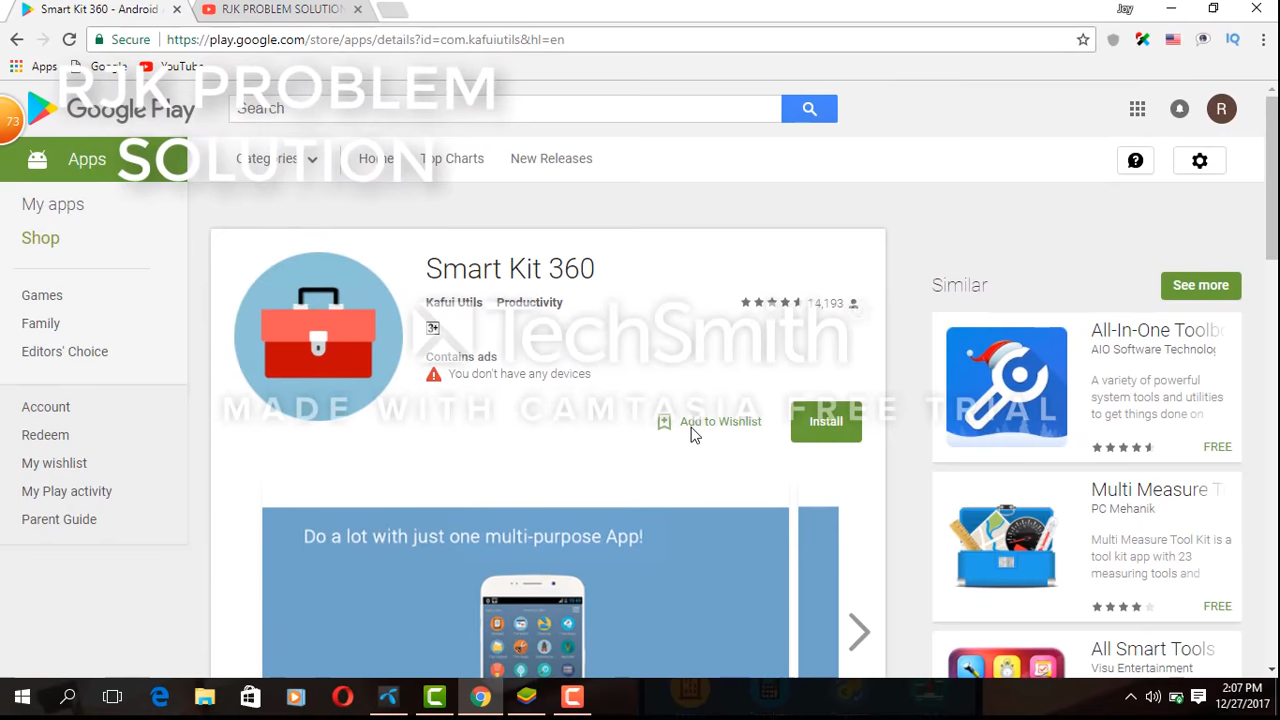 Smart Kit 360 - Android
RJK PROBLEM SOLUTION
Jay
Secure
https://play.google.com/store/apps/details?id=com.kafuiutils&hl=en
Apps
Google
YouTube
RJK PROBLEM
SOLUTION
73
Google Play
Search
R
Apps
Categories
Home
Top Charts
New Releases
My apps
Shop
Games
Family
Editors' Choice
Account
Redeem
My wishlist
My Play activity
Parent Guide
Smart Kit 360
Kafui Utils Productivity
14,193
3+
Contains ads
You don't have any devices
Add to Wishlist
Install
TechSmith
MADE WITH CAMTASIA FREE TRIAL
Do a lot with just one multi-purpose App!
Similar
See more
All-In-One Toolbo
AIO Software Technolog
A variety of powerful
system tools and utilities
to get things done on
FREE
Multi Measure T
PC Mehanik
Multi Measure Tool Kit is a
tool kit app with 23
measuring tools and
FREE
All Smart Tools
Visu Entertainment
2:07 PM
12/27/2017